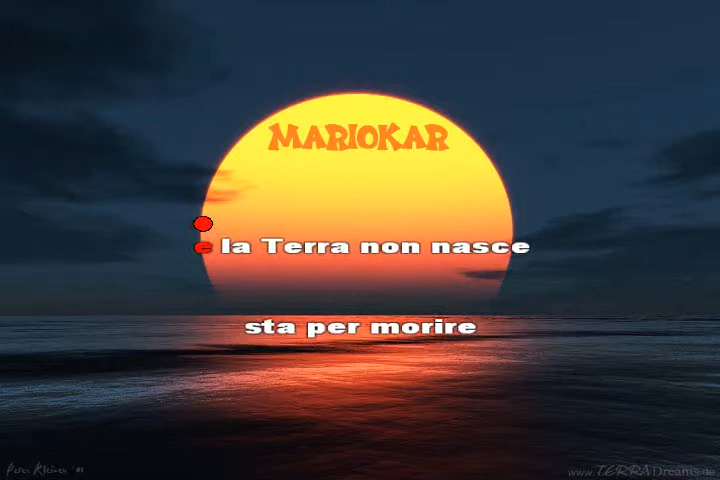 MARIOKAR
e la Terra non nasce
sta per morire
Peter Kleiner '01
www.TERRADreams.de